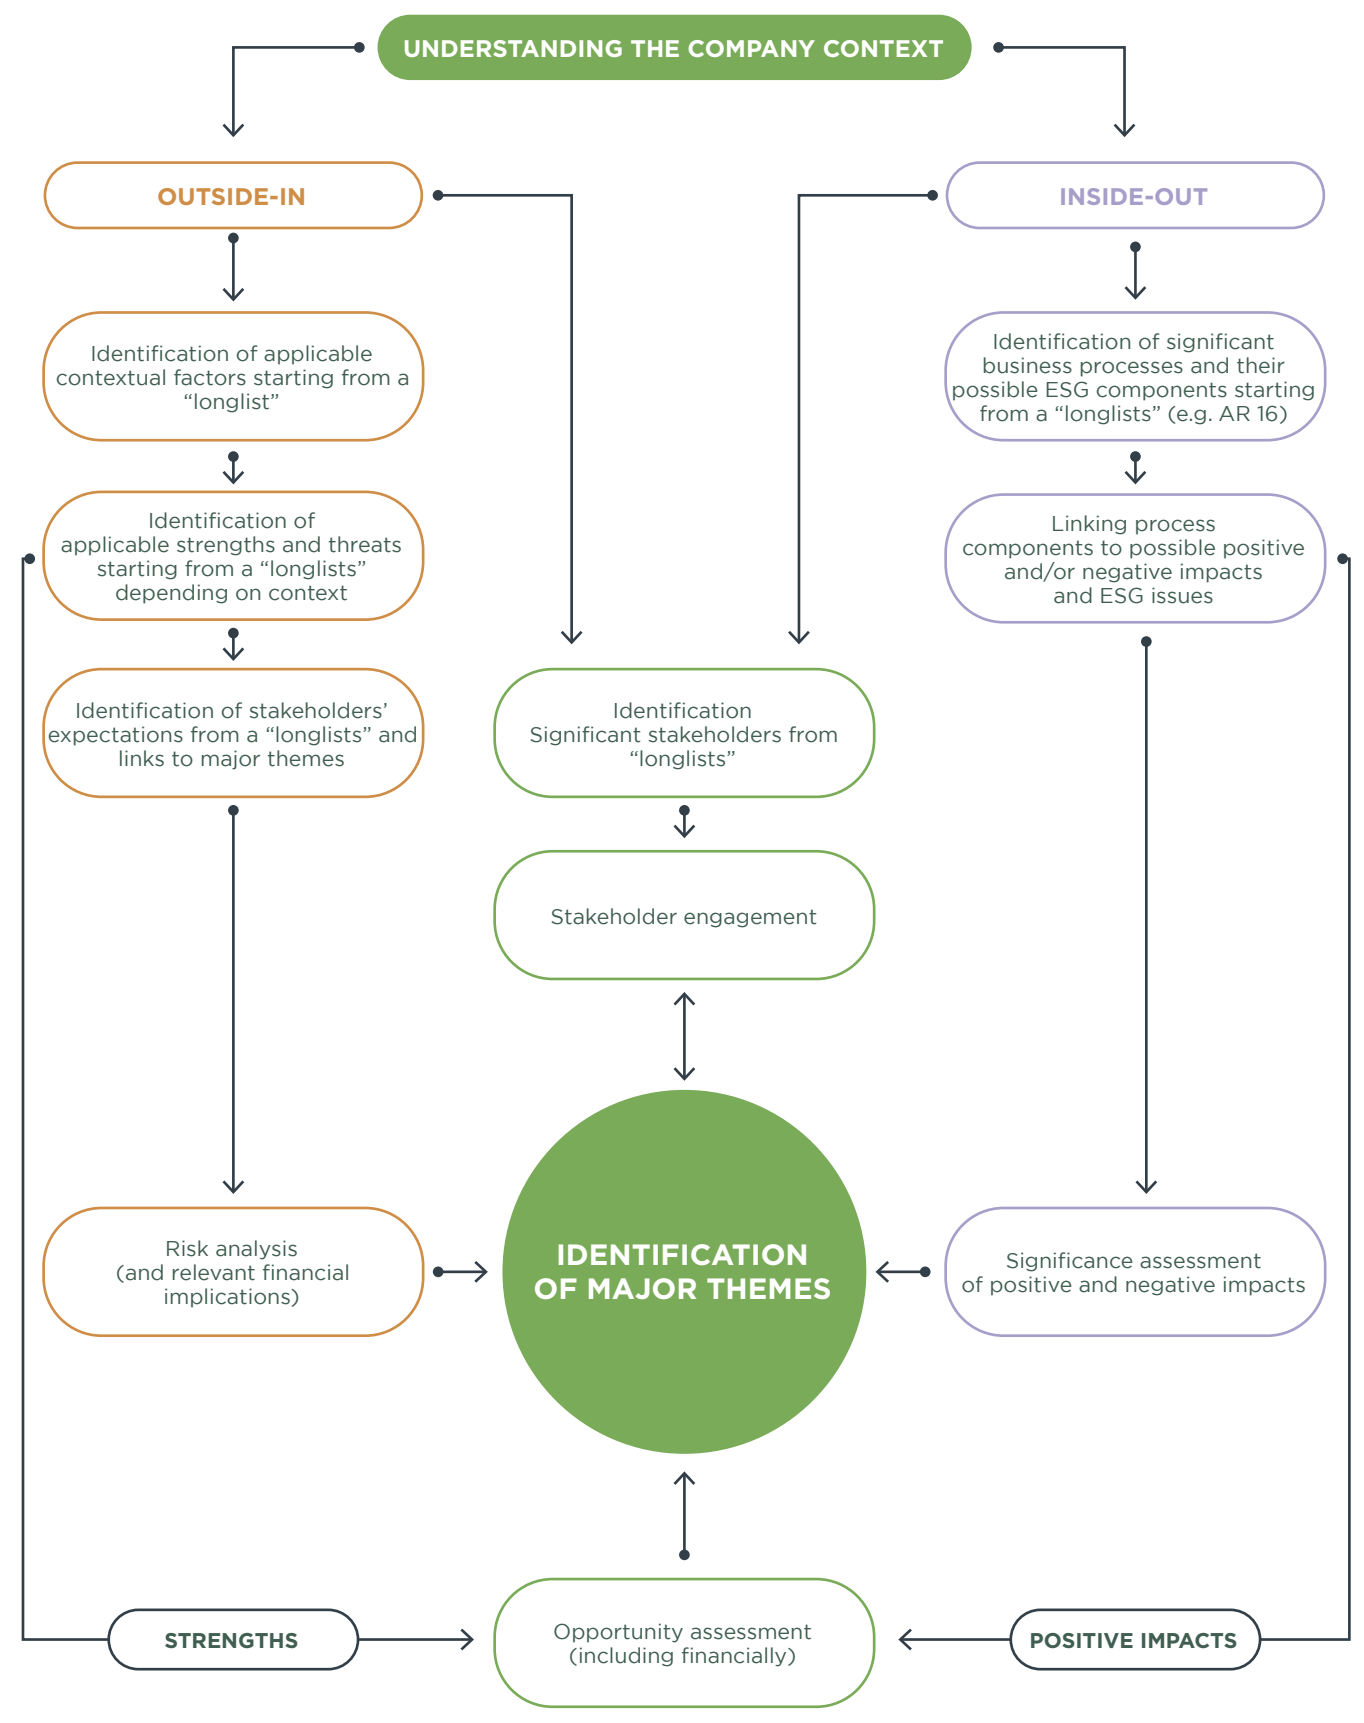 UNDERSTANDING THE COMPANY CONTEXT
OUTSIDE-IN
INSIDE-OUT
Identification of applicable
contextual factors starting from a
“longlist”
Identification of significant
business processes and their
possible ESG components starting
from a “longlists” (e.g. AR 16)
Identification of
applicable strengths and threats
starting from a “longlists”
depending on context
Linking process
components to possible positive
and/or negative impacts
and ESG issues
Identification of stakeholders’
expectations from a “longlists” and
links to major themes
Identification
Significant stakeholders from
“longlists”
Stakeholder engagement
Risk analysis
(and relevant financial
implications)
IDENTIFICATION
OF MAJOR THEMES
Significance assessment
of positive and negative impacts
STRENGTHS
Opportunity assessment
(including financially)
POSITIVE IMPACTS